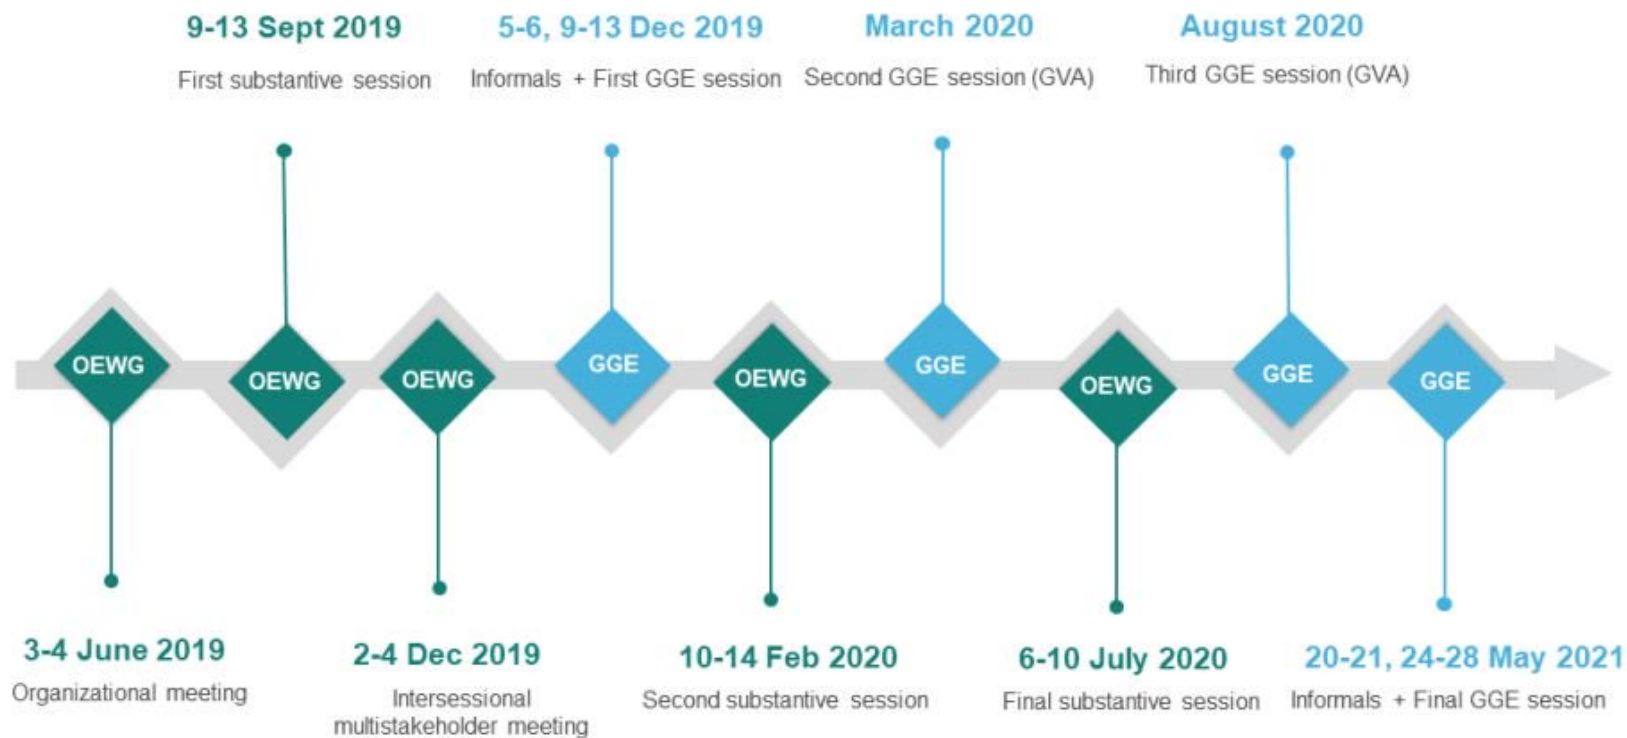 9-13 Sept 2019
First substantive session
5-6, 9-13 Dec 2019
Informals + First GGE session
March 2020
Second GGE session (GVA)
August 2020
Third GGE session (GVA)
OEWG
OEWG
OEWG
GGE
OEWG
GGE
OEWG
GGE
GGE
3-4 June 2019
Organizational meeting
2-4 Dec 2019
Intersessional
multistakeholder meeting
10-14 Feb 2020
Second substantive session
6-10 July 2020
Final substantive session
20-21, 24-28 May 2021
Informals + Final GGE session